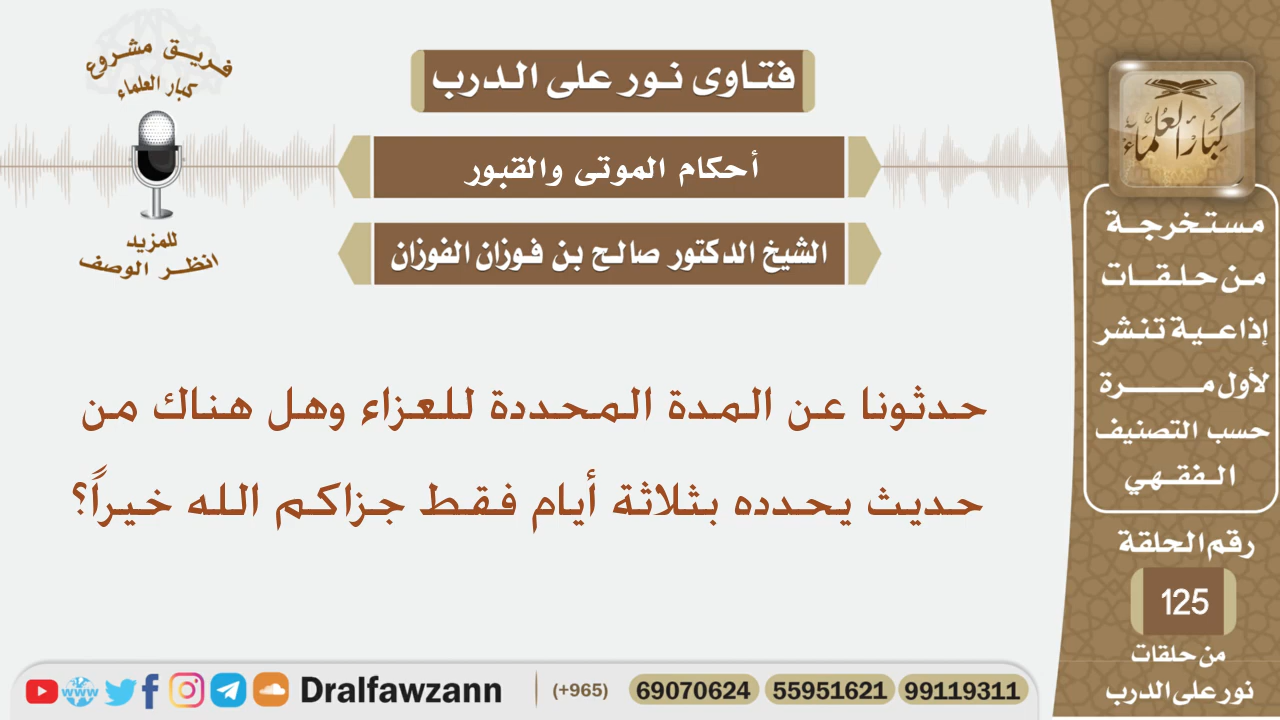 فتاوى نور على الدرب
أحكام الموتى والقبور
الشيخ الدكتور صالح بن فوزان الفوزان
حدثونا عن المدة المحددة للعزاء وهل هناك من
حديث يحدده بثلاثة أيام فقط جزاكم الله خيراً؟
فريق مشروع
كبار العلماء
للمزيد
انظر الوصف
كبار العلماء
مستخرجة
من حلقات
إذاعية تنشر
لأول مرة
حسب التصنيف
الفقهي
رقم الحلقة
125
من حلقات
نور على الدرب
www
Dralfawzann
(+965)
69070624
55951621
99119311